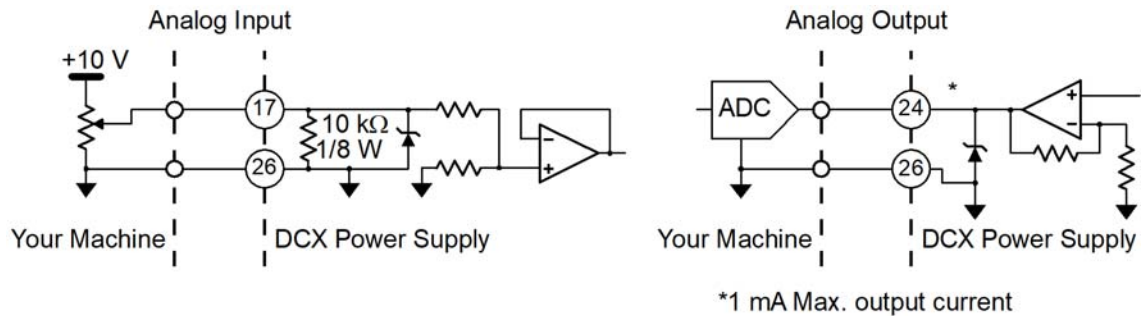 Analog Input
+10 V
17
10 kΩ
1/8 W
26
-
+
Your Machine
DCX Power Supply
Analog Output
ADC
24
*
+
-
26
Your Machine
DCX Power Supply
*1 mA Max. output current